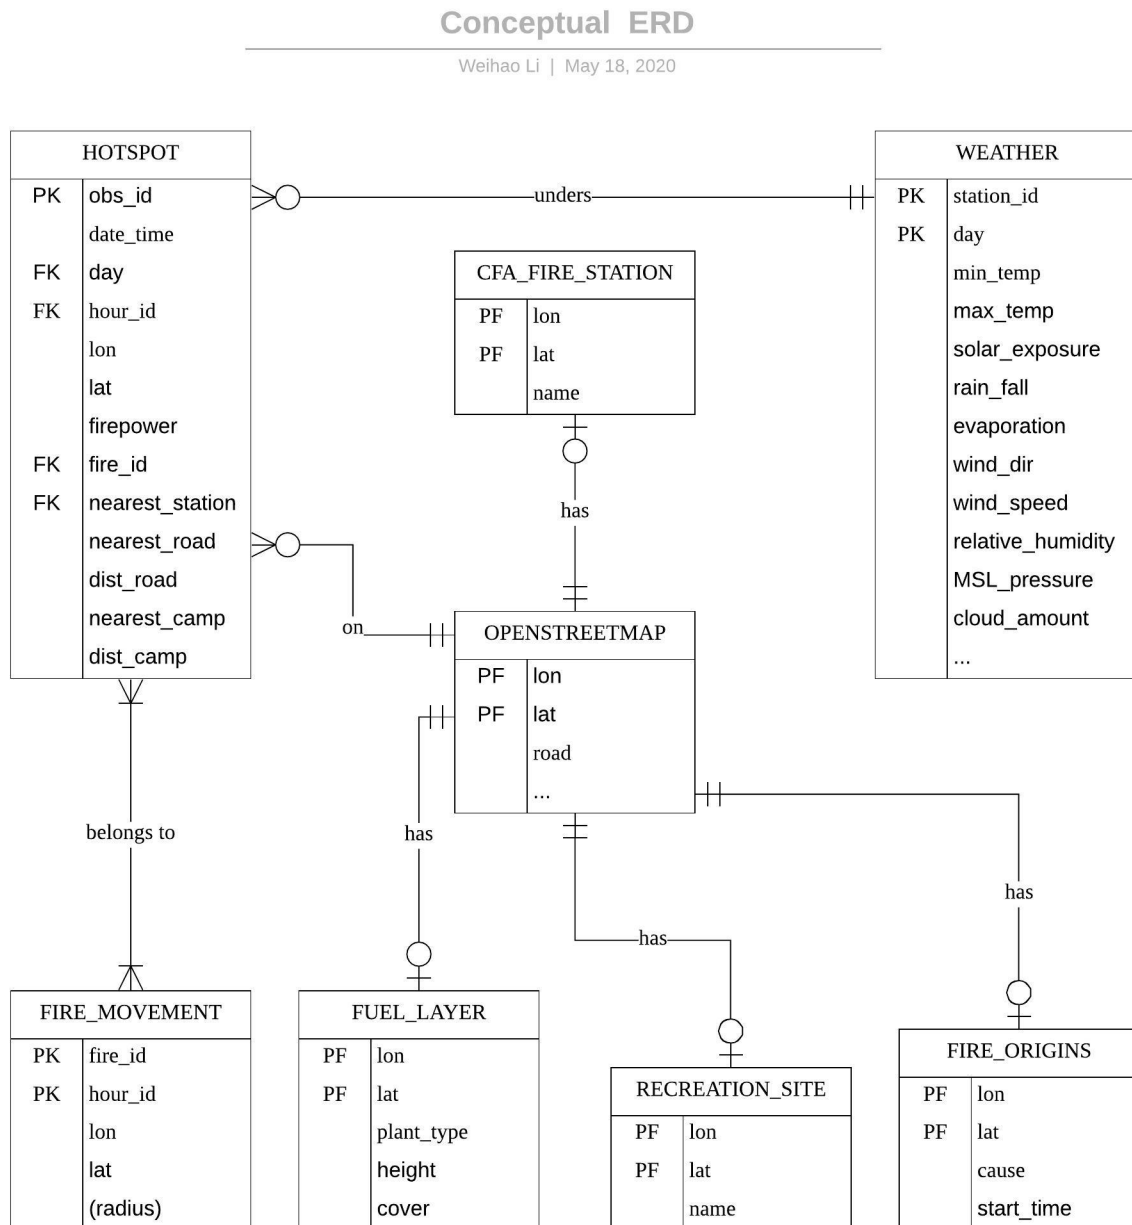 Conceptual ERD
Weihao Li | May 18, 2020
HOTSPOT
PK obs_id
date_time
FK day
FK hour_id
lon
lat
firepower
FK fire_id
FK nearest_station
nearest_road
dist_road
nearest_camp
dist_camp
unders
WEATHER
PK station_id
PK day
min_temp
max_temp
solar_exposure
rain_fall
evaporation
wind_dir
wind_speed
relative_humidity
MSL_pressure
cloud_amount
...
CFA_FIRE_STATION
PF lon
PF lat
name
has
on
OPENSTREETMAP
PF lon
PF lat
road
...
belongs to
has
has
has
FIRE_MOVEMENT
PK fire_id
PK hour_id
lon
lat
(radius)
FUEL_LAYER
PF lon
PF lat
plant_type
height
cover
RECREATION_SITE
PF lon
PF lat
name
FIRE_ORIGINS
PF lon
PF lat
cause
start_time